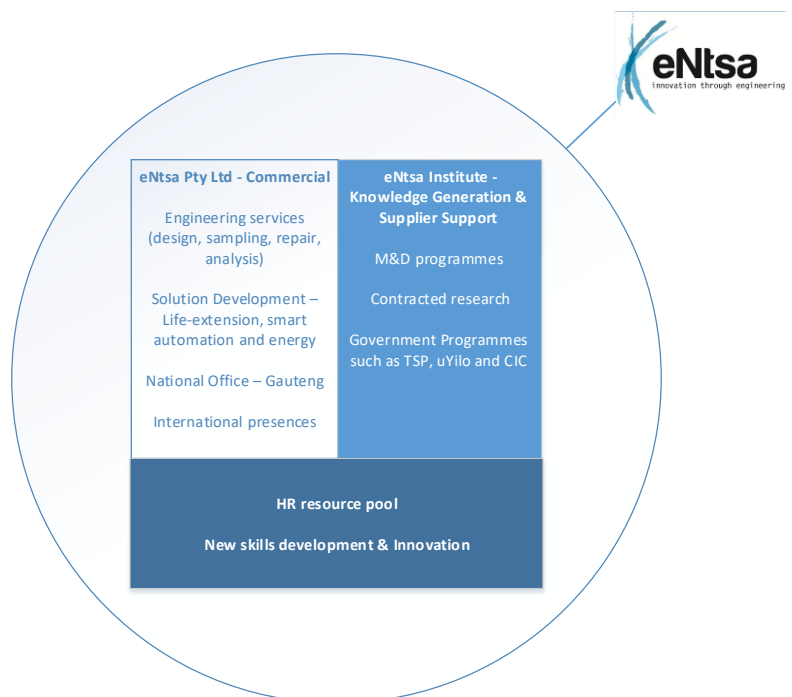 eNtsa
innovation through engineering
eNtsa Pty Ltd - Commercial
Engineering services
(design, sampling, repair,
analysis)
Solution Development –
Life-extension, smart
automation and energy
National Office – Gauteng
International presences
eNtsa Institute -
Knowledge Generation &
Supplier Support
M&D programmes
Contracted research
Government Programmes
such as TSP, uYilo and CIC
HR resource pool
New skills development & Innovation